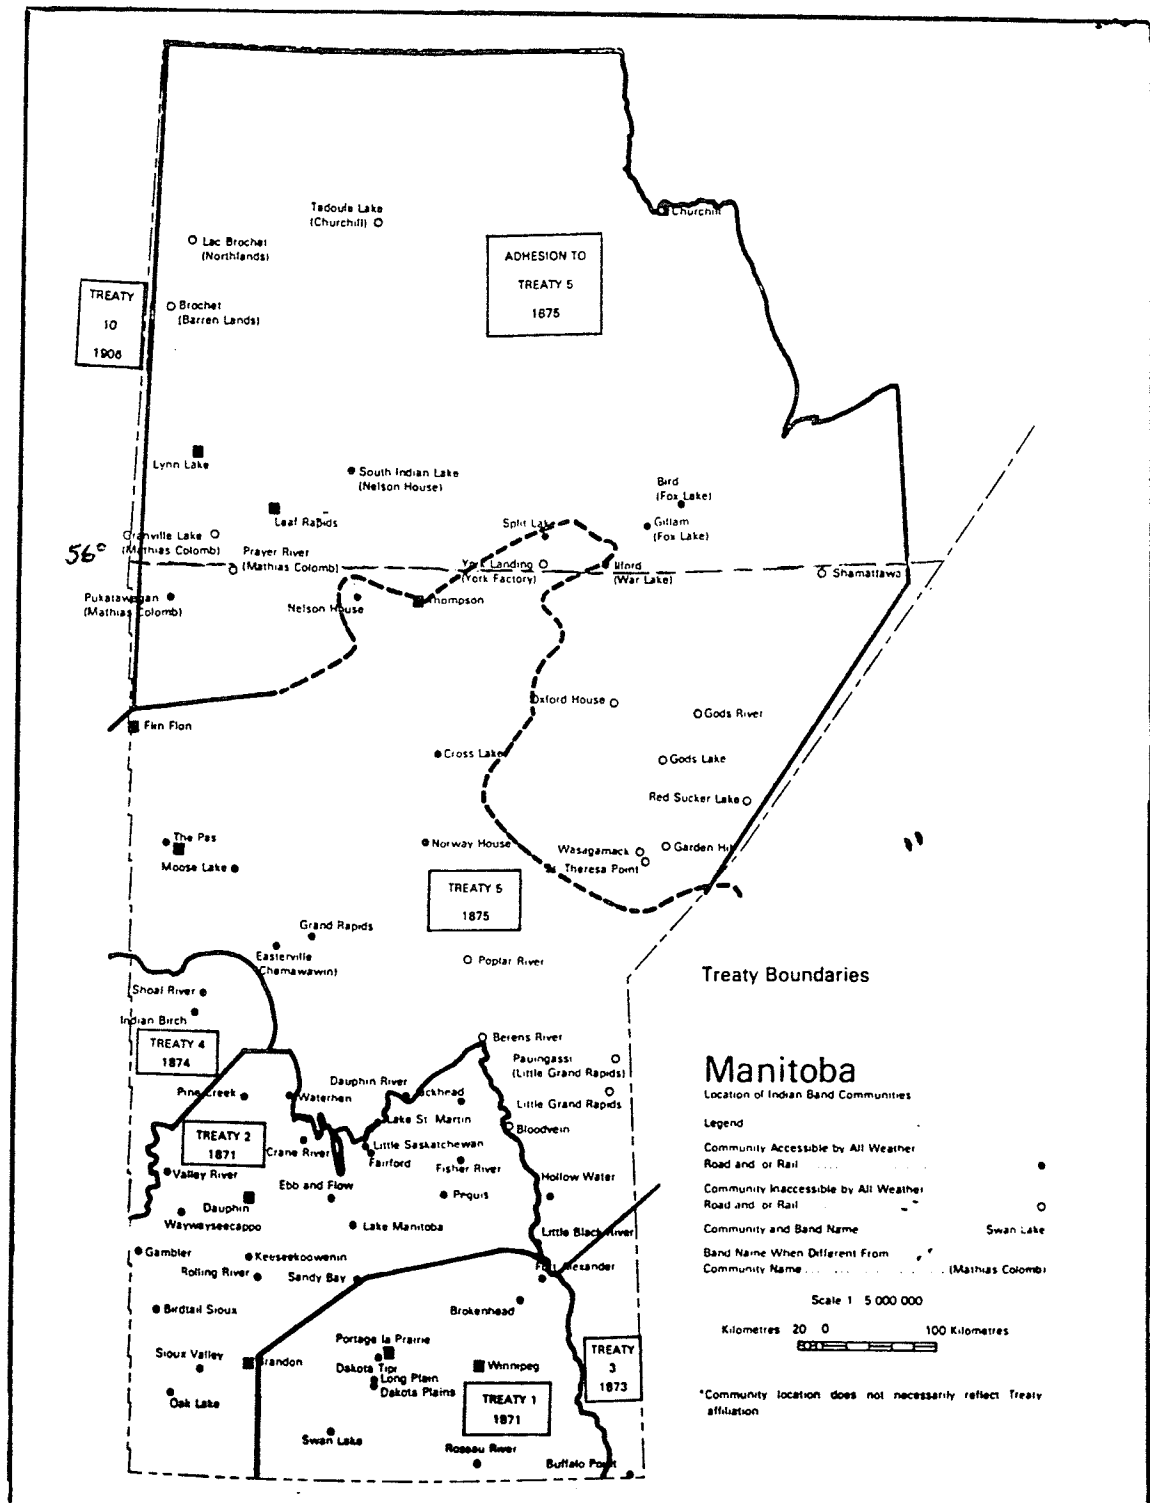 Tadoule Lake
(Churchill)
Churchill
Lac Brochet
(Northlands)
ADHESION TO
TREATY 5
1875
TREATY
10
1908
Brochet
(Barren Lands)
Lynn Lake
South Indian Lake
(Nelson House)
Bird
(Fox Lake)
Leaf Rapids
Split Lake
Gillam
(Fox Lake)
Granville Lake
(Mathias Colomb)
56°
Prayer River
(Mathias Colomb)
York Landing
(York Factory)
Ilford
(War Lake)
Shamattawa
Pukatawagan
(Mathias Colomb)
Nelson House
Thompson
Oxford House
Gods River
Flin Flon
Cross Lake
Gods Lake
Red Sucker Lake
The Pas
Moose Lake
Norway House
Wasagamack
Garden Hill
Theresa Point
TREATY 5
1875
Grand Rapids
Easterville
(Chemawawin)
Poplar River
Shoal River
Indian Birch
TREATY 4
1874
Berens River
Pauingassi
(Little Grand Rapids)
Dauphin River
Jackhead
Little Grand Rapids
Pine Creek
Waterhen
Lake St. Martin
Bloodvein
TREATY 2
1871
Crane River
Little Saskatchewan
Fairford
Fisher River
Valley River
Ebb and Flow
Peguis
Hollow Water
Dauphin
Waywayseecappo
Lake Manitoba
Little Black River
Gambler
Keeseekoowenin
Rolling River
Sandy Bay
Fort Alexander
Birdtail Sioux
Brokenhead
Portage la Prairie
Sioux Valley
Brandon
Dakota Tipi
Winnipeg
Long Plain
Dakota Plains
TREATY
3
1873
Oak Lake
TREATY 1
1871
Swan Lake
Roseau River
Buffalo Point
Treaty Boundaries
Manitoba
Location of Indian Band Communities
Legend
Community Accessible by All Weather
Road and or Rail
Community Inaccessible by All Weather
Road and or Rail
Community and Band Name Swan Lake
Band Name When Different From
Community Name (Mathias Colomb)
Scale 1 5 000 000
Kilometres 20 0 100 Kilometres
*Community location does not necessarily reflect Treaty
affiliation